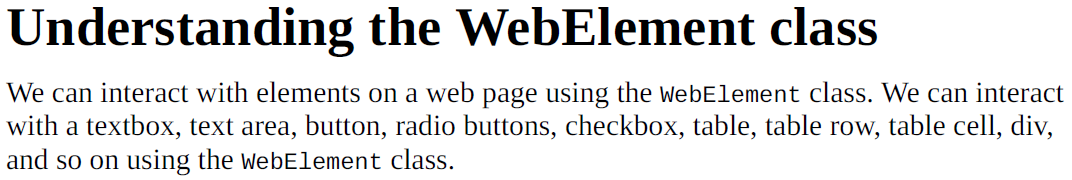 Understanding the WebElement class
We can interact with elements on a web page using the WebElement class. We can interact
with a textbox, text area, button, radio buttons, checkbox, table, table row, table cell, div,
and so on using the WebElement class.